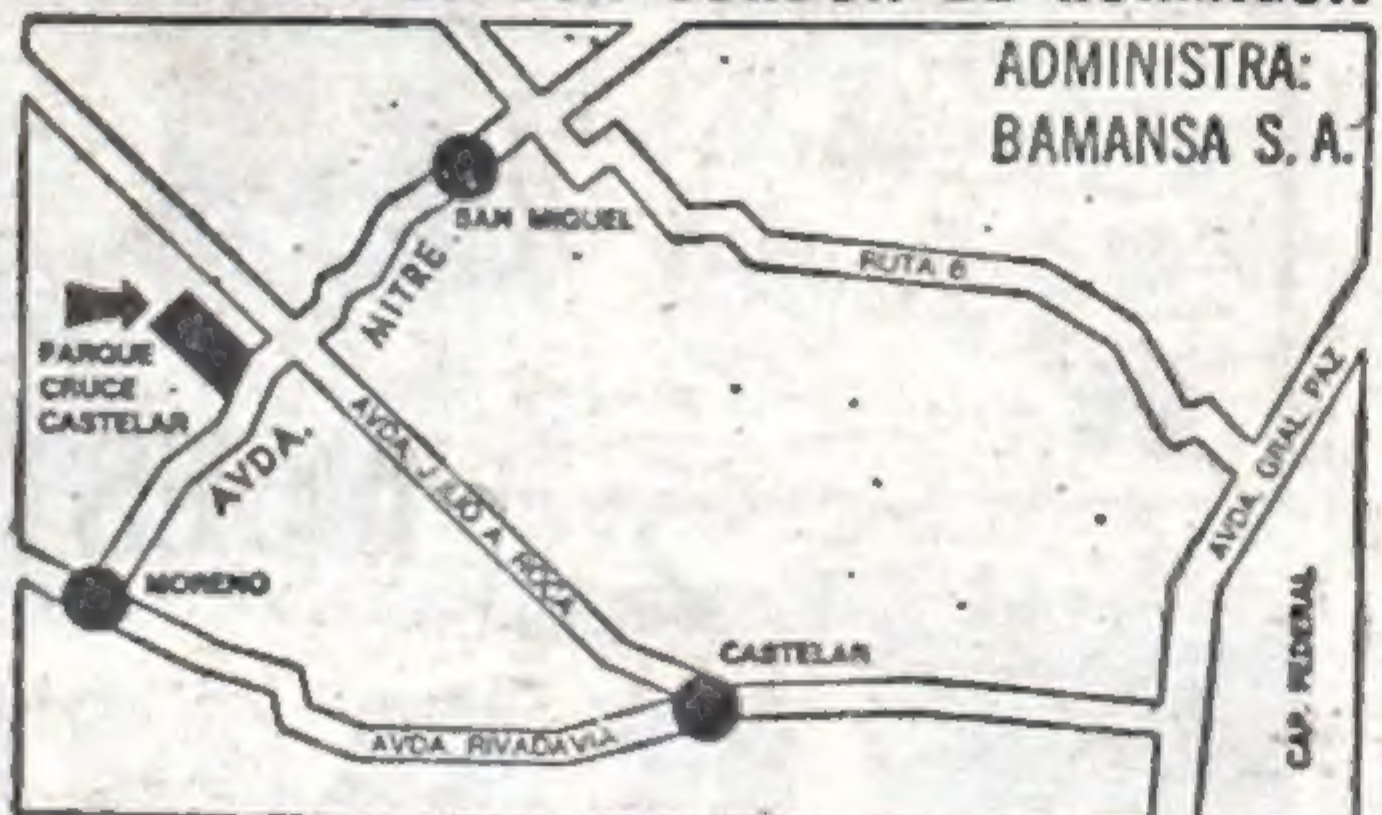 ADMINISTRA:
BAMANSA S. A.
SAN MIGUEL
MITRE
RUTA 8
PARQUE
CRUCE
CASTELAR
AVDA.
AVDA. JULIO A. ROCA
AVDA. GRAL. PAZ
MORENO
CASTELAR
AVDA. RIVADAVIA
CAP. FEDERAL